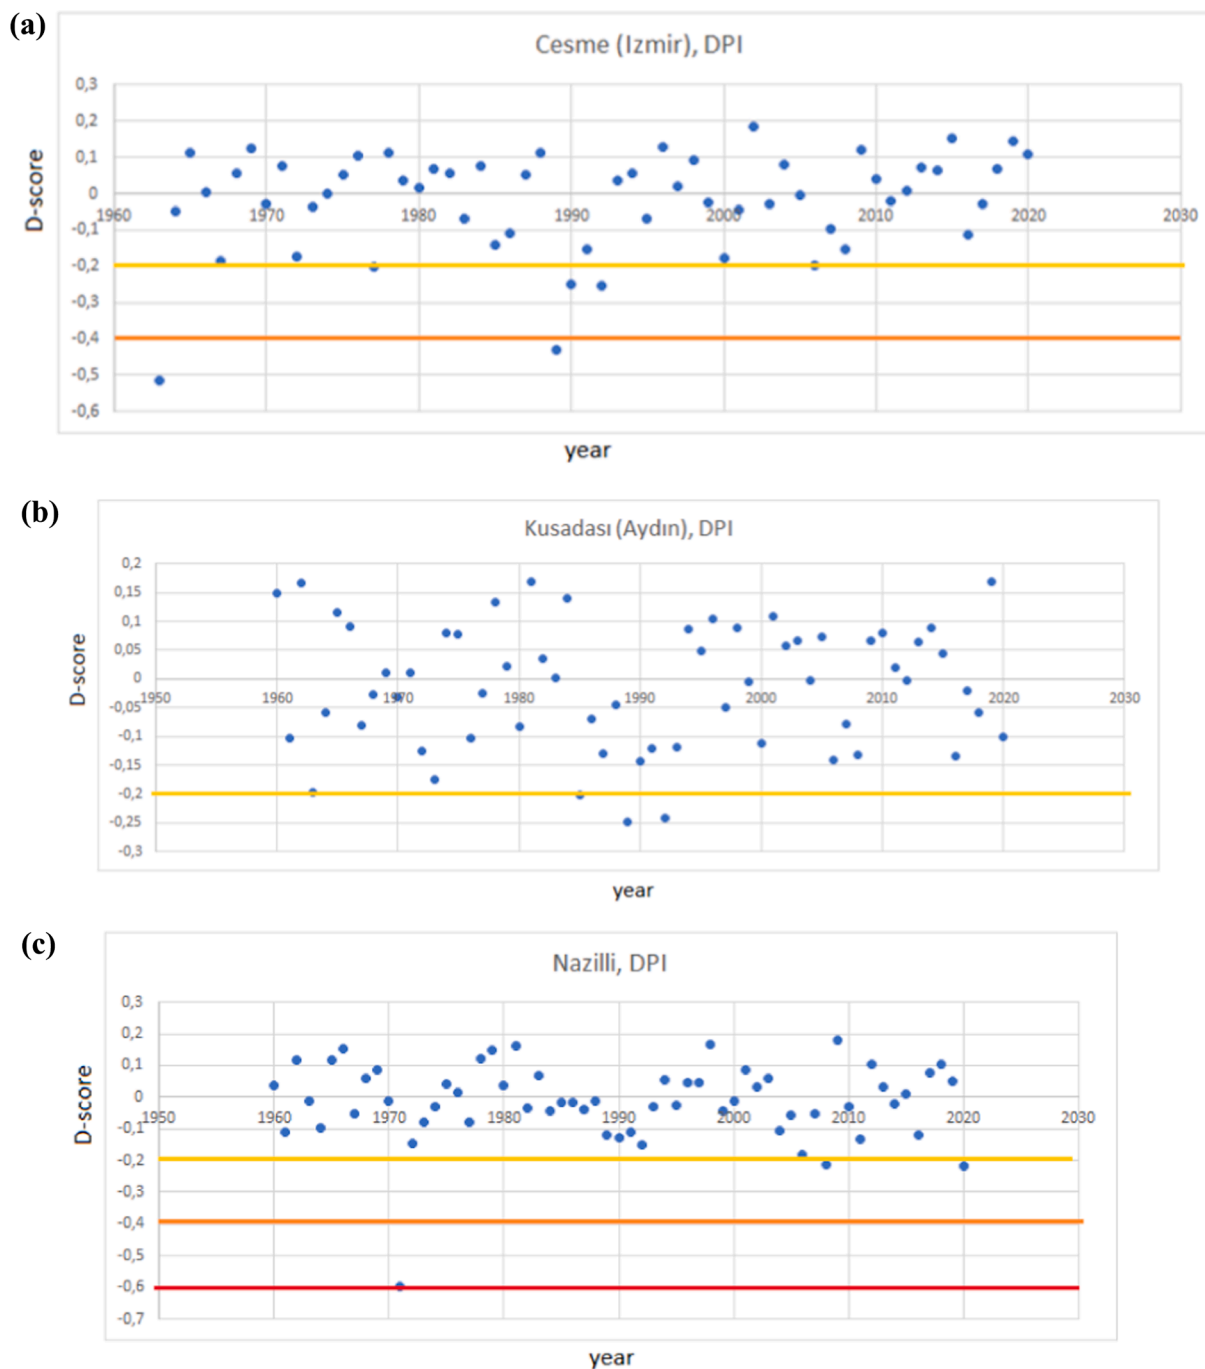 (a)
Cesme (Izmir), DPI
0,3
0,2
0,1
0
1960 1970 1980 1990 2000 2010 2020 2030
-0,1
-0,2
-0,3
-0,4
-0,5
-0,6
D-score
year
(b)
Kusadası (Aydın), DPI
0,2
0,15
0,1
0,05
0
1950 1960 1970 1980 1990 2000 2010 2020 2030
-0,05
-0,1
-0,15
-0,2
-0,25
-0,3
D-score
year
(c)
Nazilli, DPI
0,3
0,2
0,1
0
1950 1960 1970 1980 1990 2000 2010 2020 2030
-0,1
-0,2
-0,3
-0,4
-0,5
-0,6
-0,7
D-score
year